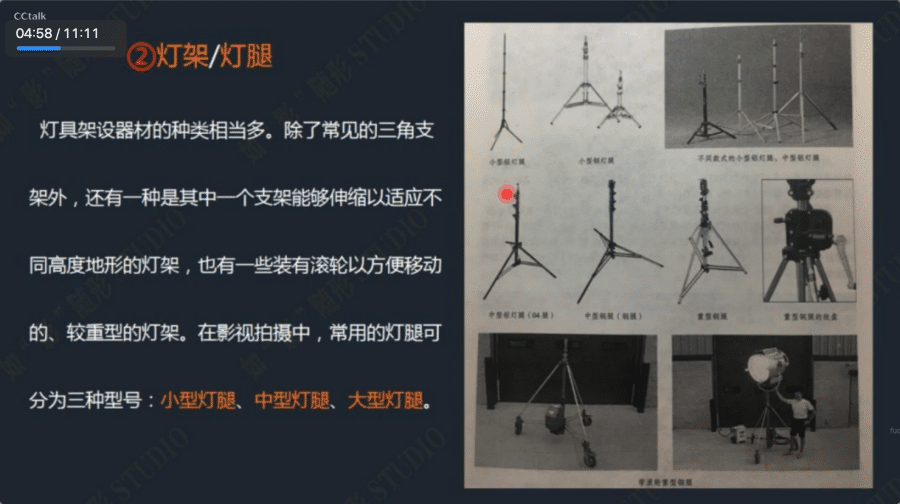 CCtalk
04:58 / 11:11
②灯架/灯腿
灯具架设器材的种类相当多。除了常见的三角支
架外，还有一种是其中一个支架能够伸缩以适应不
同高度地形的灯架，也有一些装有滚轮以方便移动
的、较重型的灯架。在影视拍摄中，常用的灯腿可
分为三种型号：小型灯腿、中型灯腿、大型灯腿。
小型铝灯腿
小型钢灯腿
不同款式的小型铝灯腿、中型灯腿
中型铝灯腿（04腿）
中型钢腿（钢腿）
重型钢腿
重型钢腿的绞盘
带滚轮重型钢腿
STUDIO